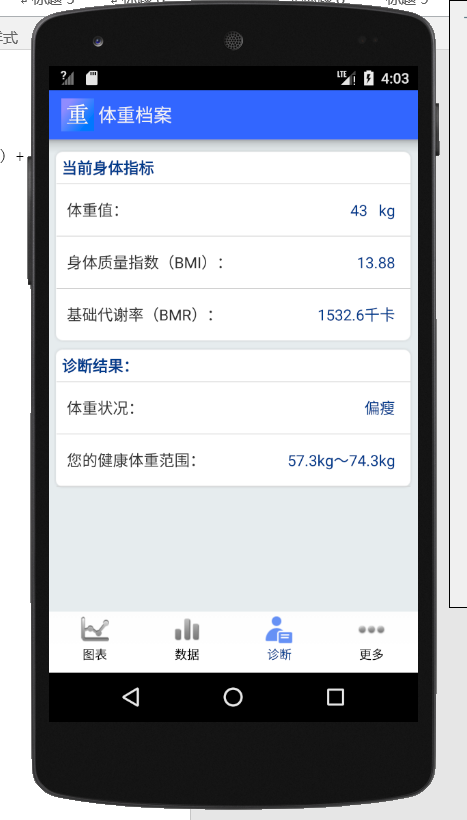 4:03
重 体重档案
当前身体指标
体重值： 43 kg
身体质量指数（BMI）： 13.88
基础代谢率（BMR）： 1532.6千卡
诊断结果：
体重状况： 偏瘦
您的健康体重范围： 57.3kg～74.3kg
图表 数据 诊断 更多